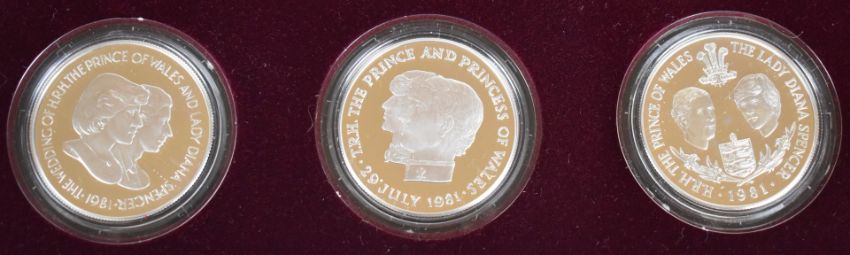 THE WEDDING OF H.R.H. THE PRINCE OF WALES AND LADY DIANA SPENCER · 1981 ·
T.R.H. THE PRINCE AND PRINCESS OF WALES ·
29. JULY 1981 ·
H.R.H. THE PRINCE OF WALES
THE LADY DIANA SPENCER
· 1981 ·